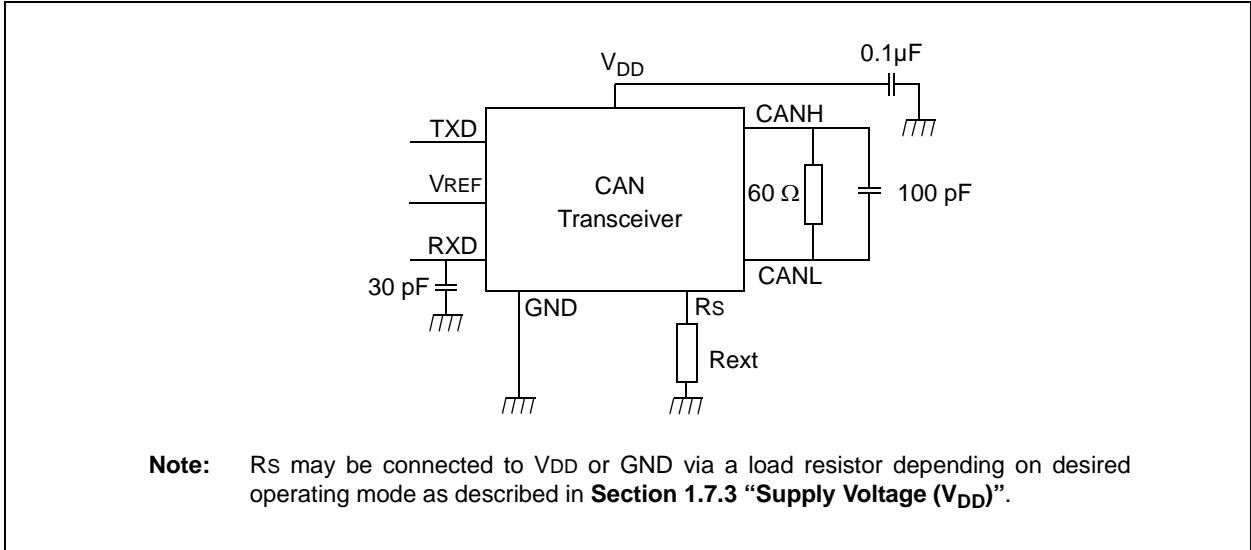 0.1µF
VDD
CANH
TXD
VREF
CAN
Transceiver
60 Ω
100 pF
RXD
CANL
30 pF
GND
RS
Rext
Note: RS may be connected to VDD or GND via a load resistor depending on desired
operating mode as described in Section 1.7.3 “Supply Voltage (VDD)”.